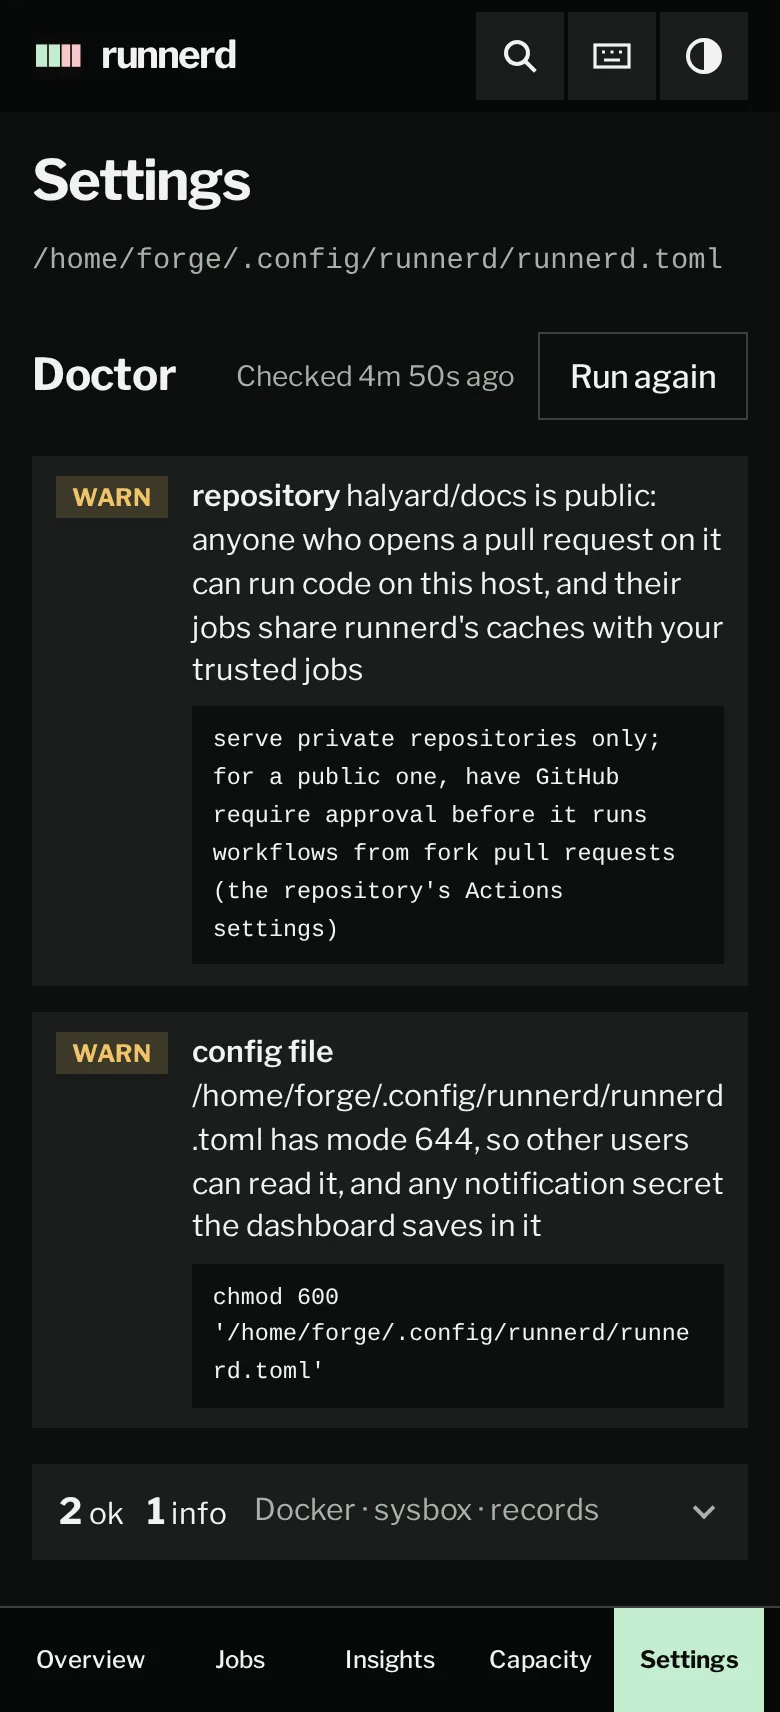 runnerd
Settings
/home/forge/.config/runnerd/runnerd.toml
Doctor
Checked 4m 50s ago
Run again
WARN
repository halyard/docs is public:
anyone who opens a pull request on it
can run code on this host, and their
jobs share runnerd's caches with your
trusted jobs
serve private repositories only;
for a public one, have GitHub
require approval before it runs
workflows from fork pull requests
(the repository's Actions
settings)
WARN
config file
/home/forge/.config/runnerd/runnerd
.toml has mode 644, so other users
can read it, and any notification secret
the dashboard saves in it
chmod 600
'/home/forge/.config/runnerd/runne
rd.toml'
2 ok 1 info Docker · sysbox · records
Overview Jobs Insights Capacity Settings